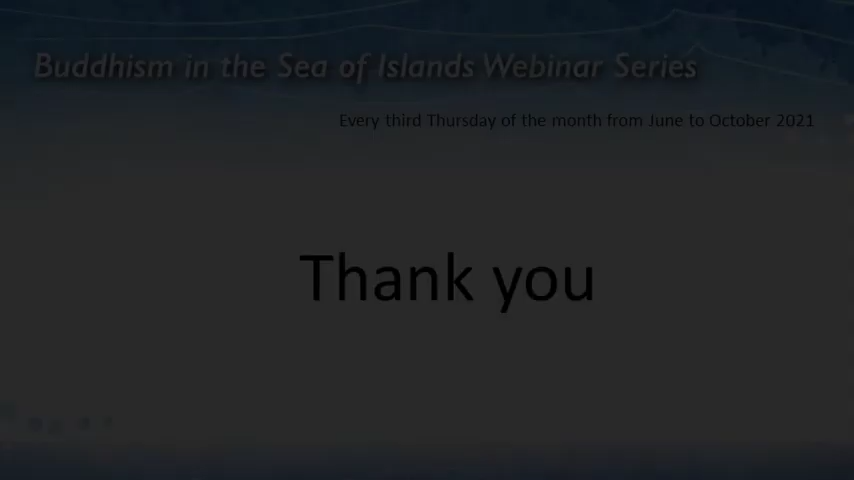 Buddhism in the Sea of Islands Webinar Series
Every third Thursday of the month from June to October 2021
Thank you